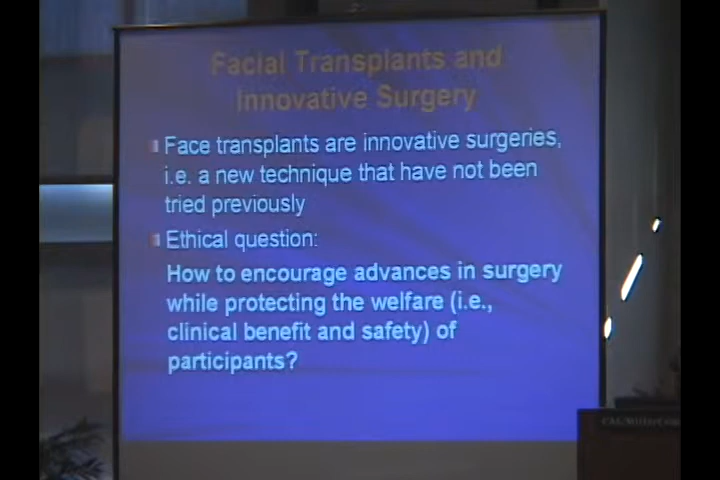 Facial Transplants and
Innovative Surgery
Face transplants are innovative surgeries,
i.e. a new technique that have not been
tried previously
Ethical question:
How to encourage advances in surgery
while protecting the welfare (i.e.,
clinical benefit and safety) of
participants?